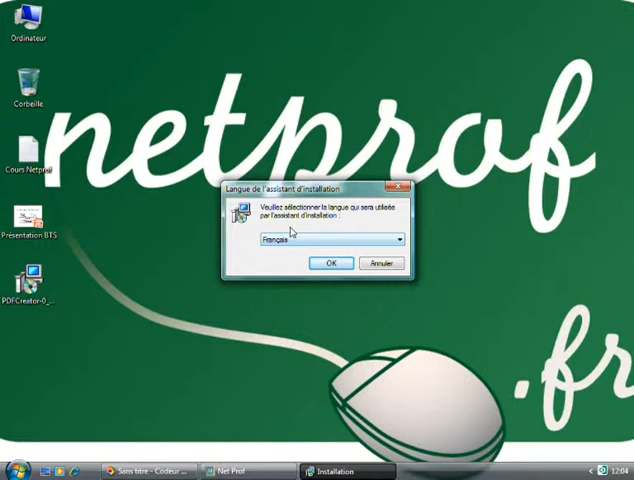 Ordinateur
Corbeille
Cours Netprof
Présentation BTS
PDFCreator-0_...
netprof
.fr
Langue de l'assistant d'installation
Veuillez sélectionner la langue qui sera utilisée
par l'assistant d'installation :
Français
OK
Annuler
Sans titre - Codeur ...
Net Prof
Installation
12:04